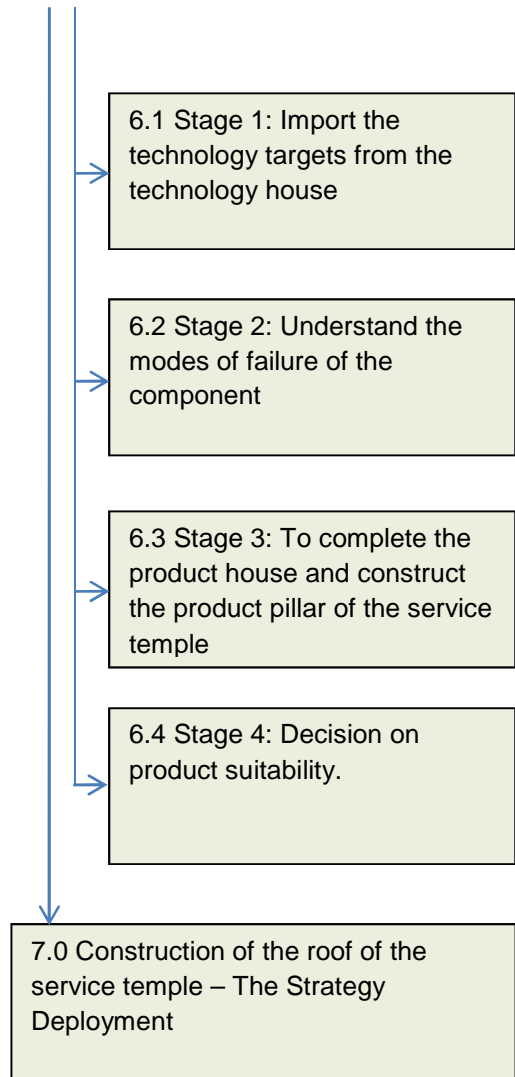 6.1 Stage 1: Import the
technology targets from the
technology house
6.2 Stage 2: Understand the
modes of failure of the
component
6.3 Stage 3: To complete the
product house and construct
the product pillar of the service
temple
6.4 Stage 4: Decision on
product suitability.
7.0 Construction of the roof of the
service temple – The Strategy
Deployment